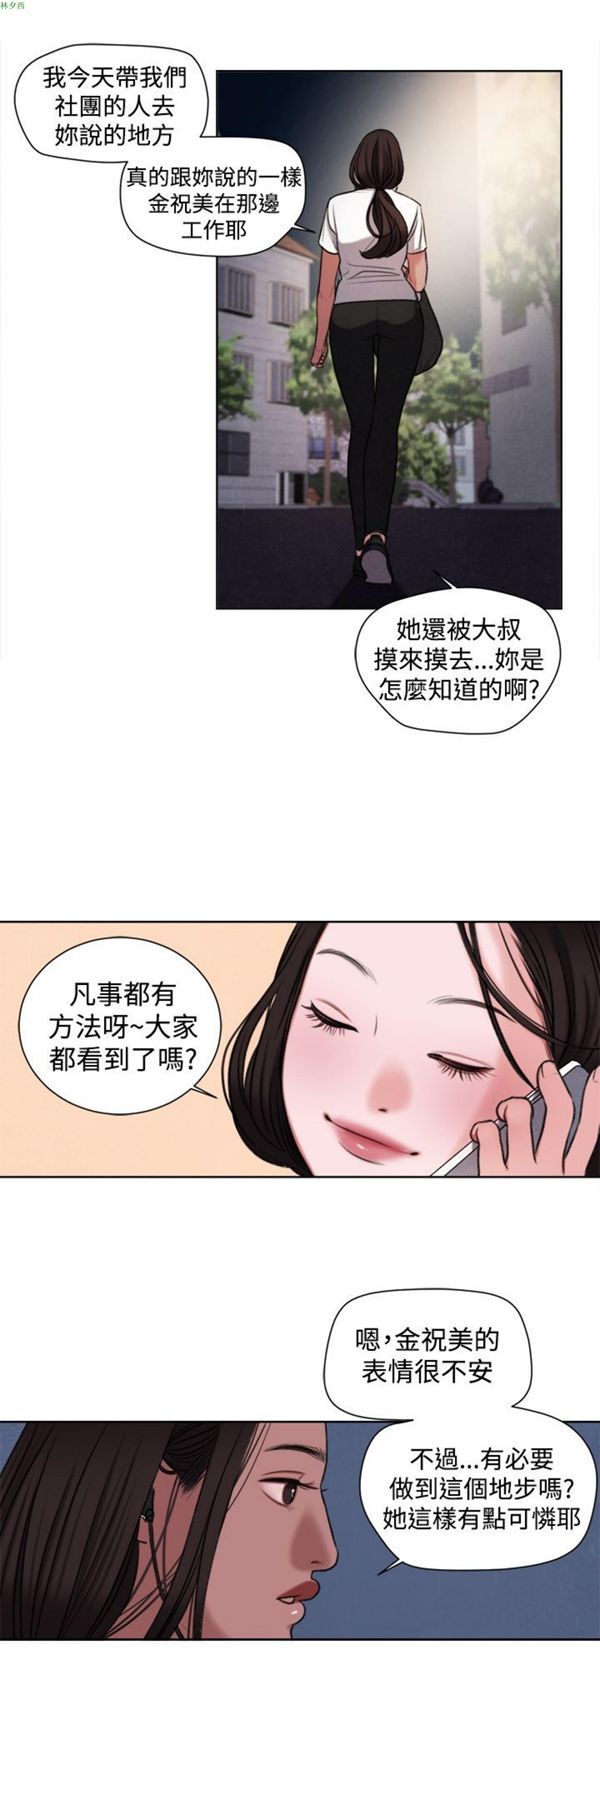 林夕西
我今天帶我們
社團的人去
妳說的地方
真的跟妳說的一樣
金祝美在那邊
工作耶
她還被大叔
摸來摸去...妳是
怎麼知道的啊?
凡事都有
方法呀~大家
都看到了嗎?
嗯,金祝美的
表情很不安
不過...有必要
做到這個地步嗎?
她這樣有點可憐耶